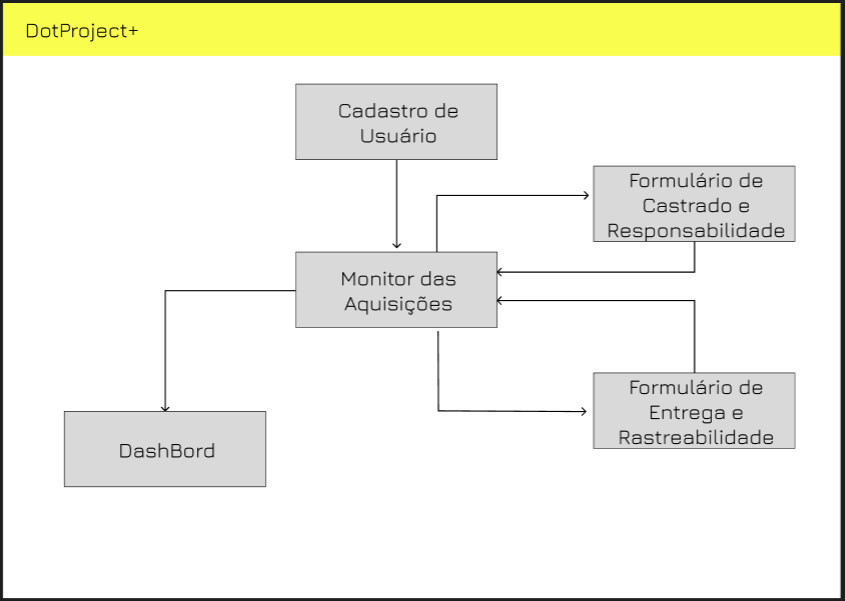 DotProject+
Cadastro de
Usuário
Formulário de
Castrado e
Responsabilidade
Monitor das
Aquisições
Formulário de
Entrega e
Rastreabilidade
DashBord